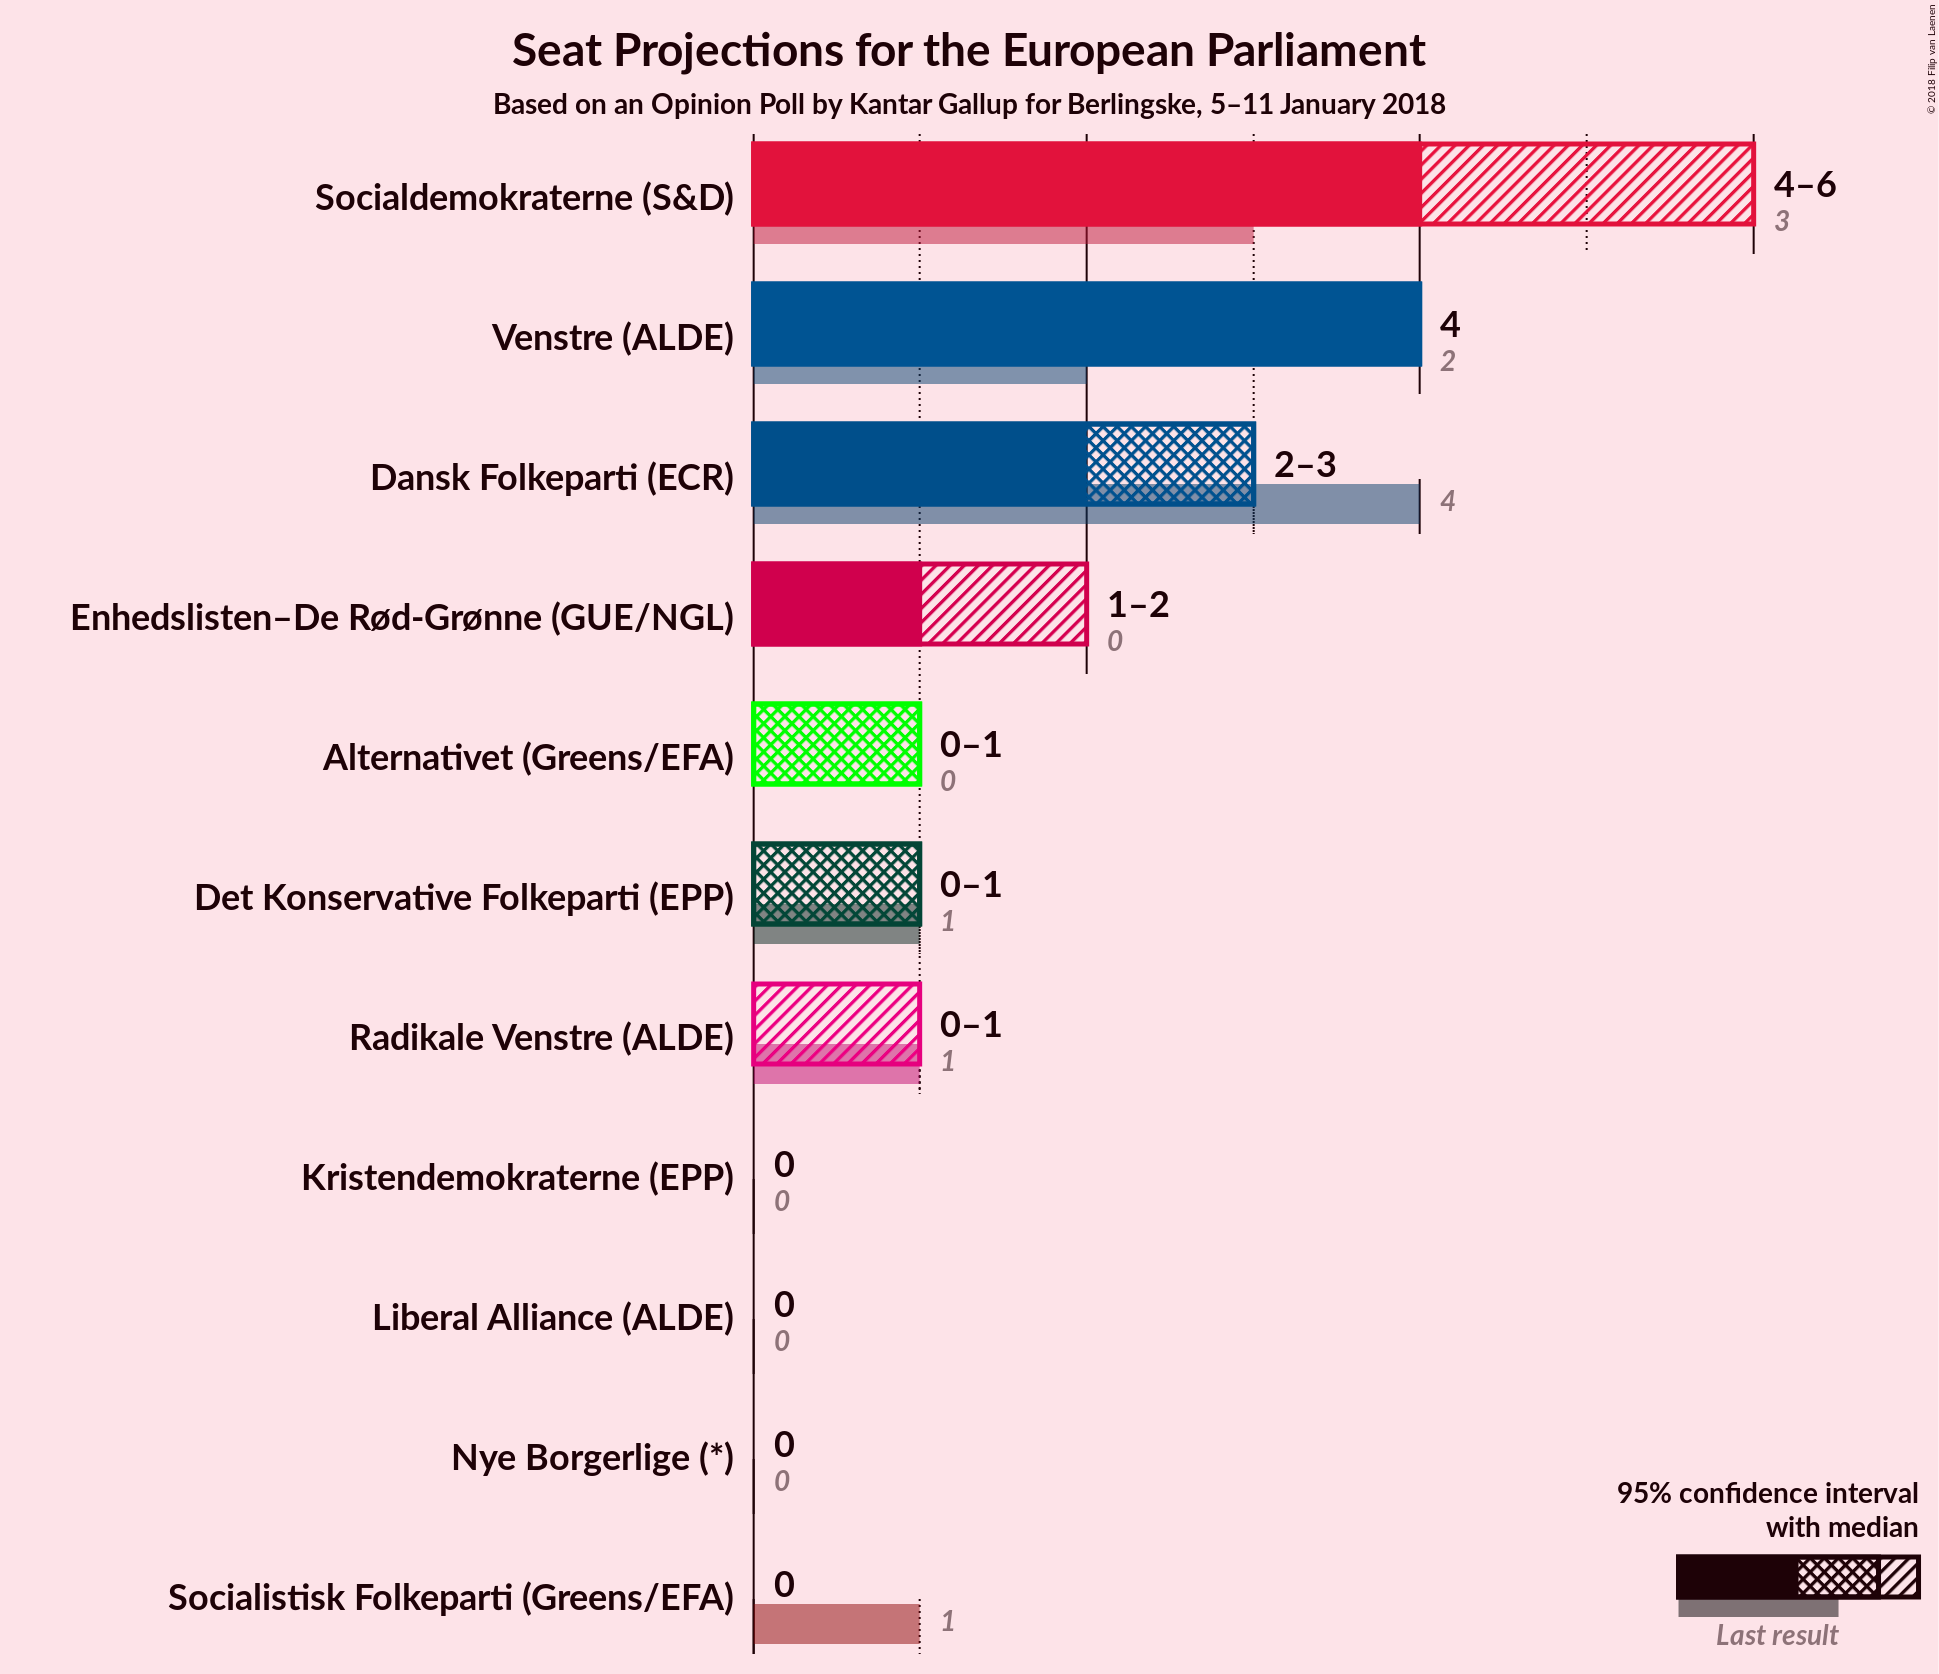 Seat Projections for the European Parliament
Based on an Opinion Poll by Kantar Gallup for Berlingske, 5–11 January 2018
© 2018 Filip van Laenen
Socialdemokraterne (S&D)
4–6
3
Venstre (ALDE)
4
2
Dansk Folkeparti (ECR)
2–3
4
Enhedslisten–De Rød-Grønne (GUE/NGL)
1–2
0
Alternativet (Greens/EFA)
0–1
0
Det Konservative Folkeparti (EPP)
0–1
1
Radikale Venstre (ALDE)
0–1
1
Kristendemokraterne (EPP)
0
0
Liberal Alliance (ALDE)
0
0
Nye Borgerlige (*)
0
0
Socialistisk Folkeparti (Greens/EFA)
0
1
95% confidence interval
with median
Last result